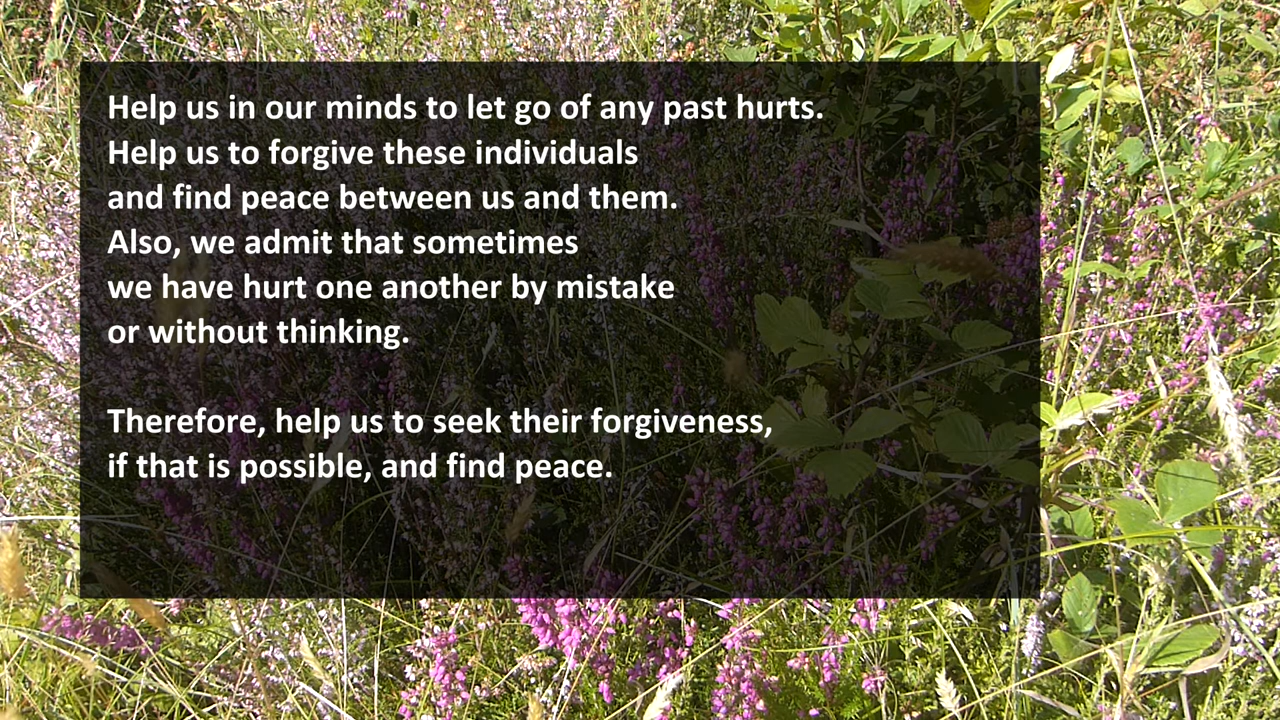 Help us in our minds to let go of any past hurts.
Help us to forgive these individuals
and find peace between us and them.
Also, we admit that sometimes
we have hurt one another by mistake
or without thinking.

Therefore, help us to seek their forgiveness,
if that is possible, and find peace.